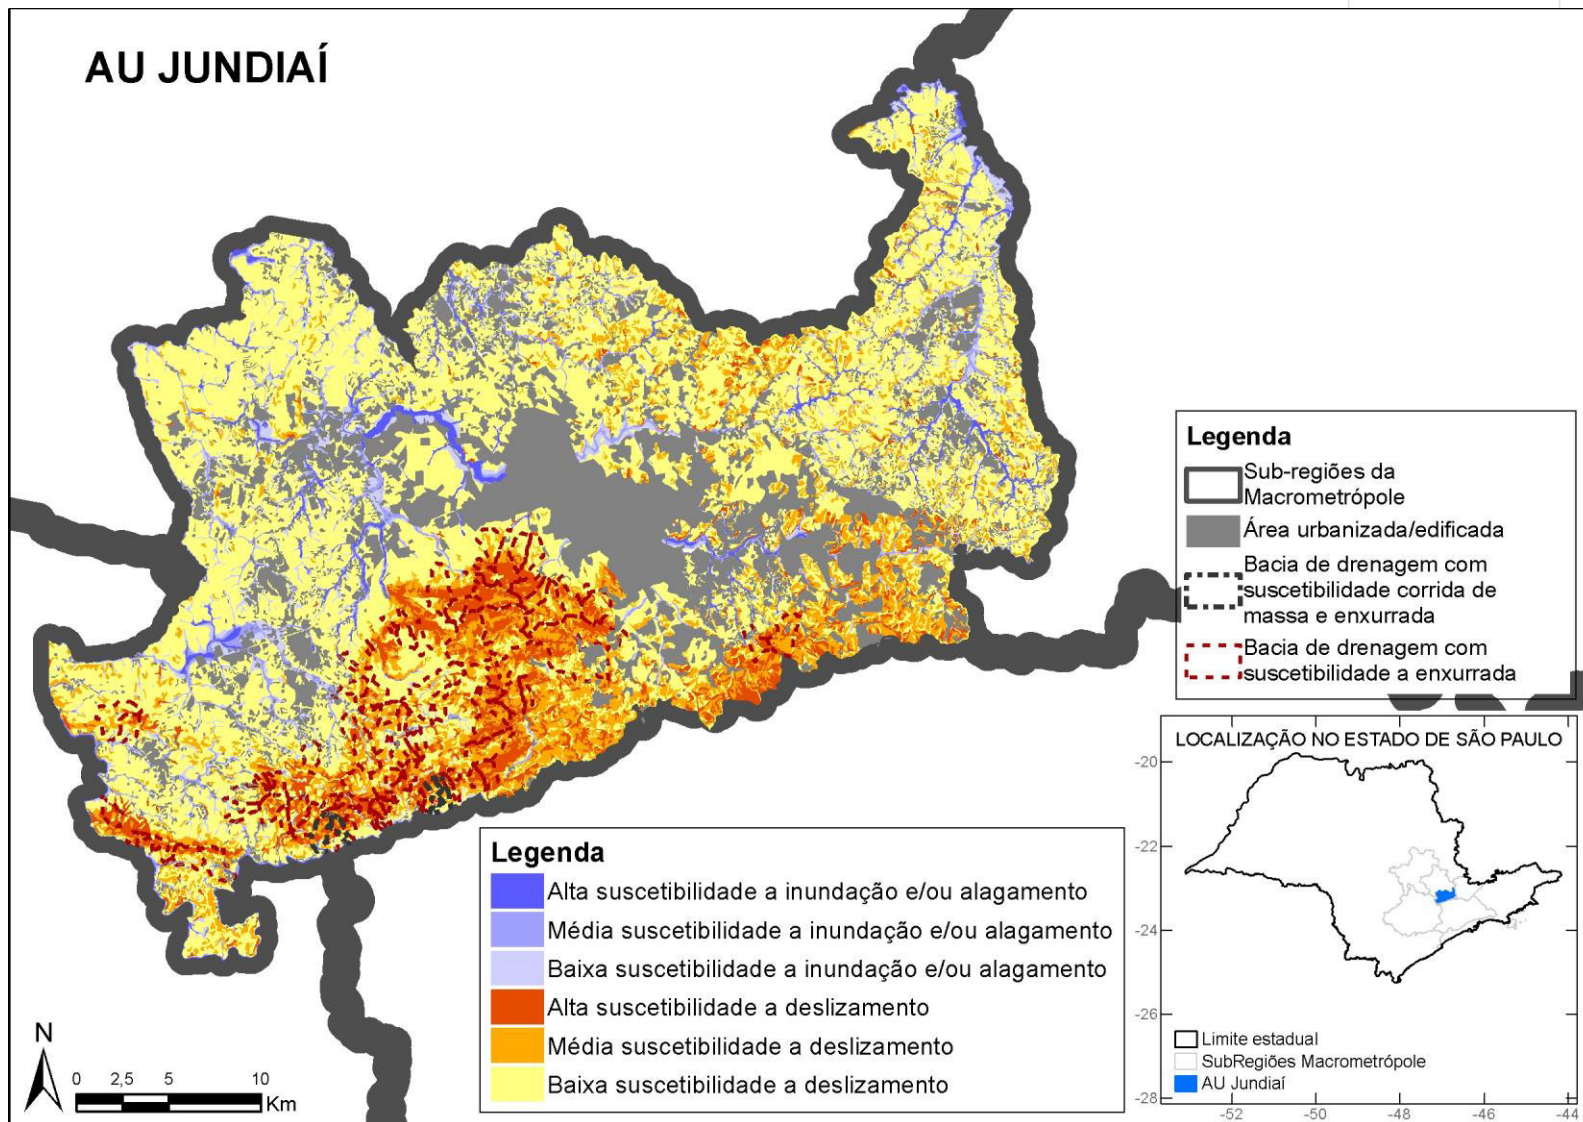 AU JUNDIAÍ
Legenda
Sub-regiões da
Macrometrópole
Área urbanizada/edificada
Bacia de drenagem com
suscetibilidade corrida de
massa e enxurrada
Bacia de drenagem com
suscetibilidade a enxurrada
LOCALIZAÇÃO NO ESTADO DE SÃO PAULO
-20
-22
-24
-26
-28
-52
-50
-48
-46
-44
Limite estadual
SubRegiões Macrometrópole
AU Jundiaí
Legenda
Alta suscetibilidade a inundação e/ou alagamento
Média suscetibilidade a inundação e/ou alagamento
Baixa suscetibilidade a inundação e/ou alagamento
Alta suscetibilidade a deslizamento
Média suscetibilidade a deslizamento
Baixa suscetibilidade a deslizamento
N
0 2,5 5 10
Km